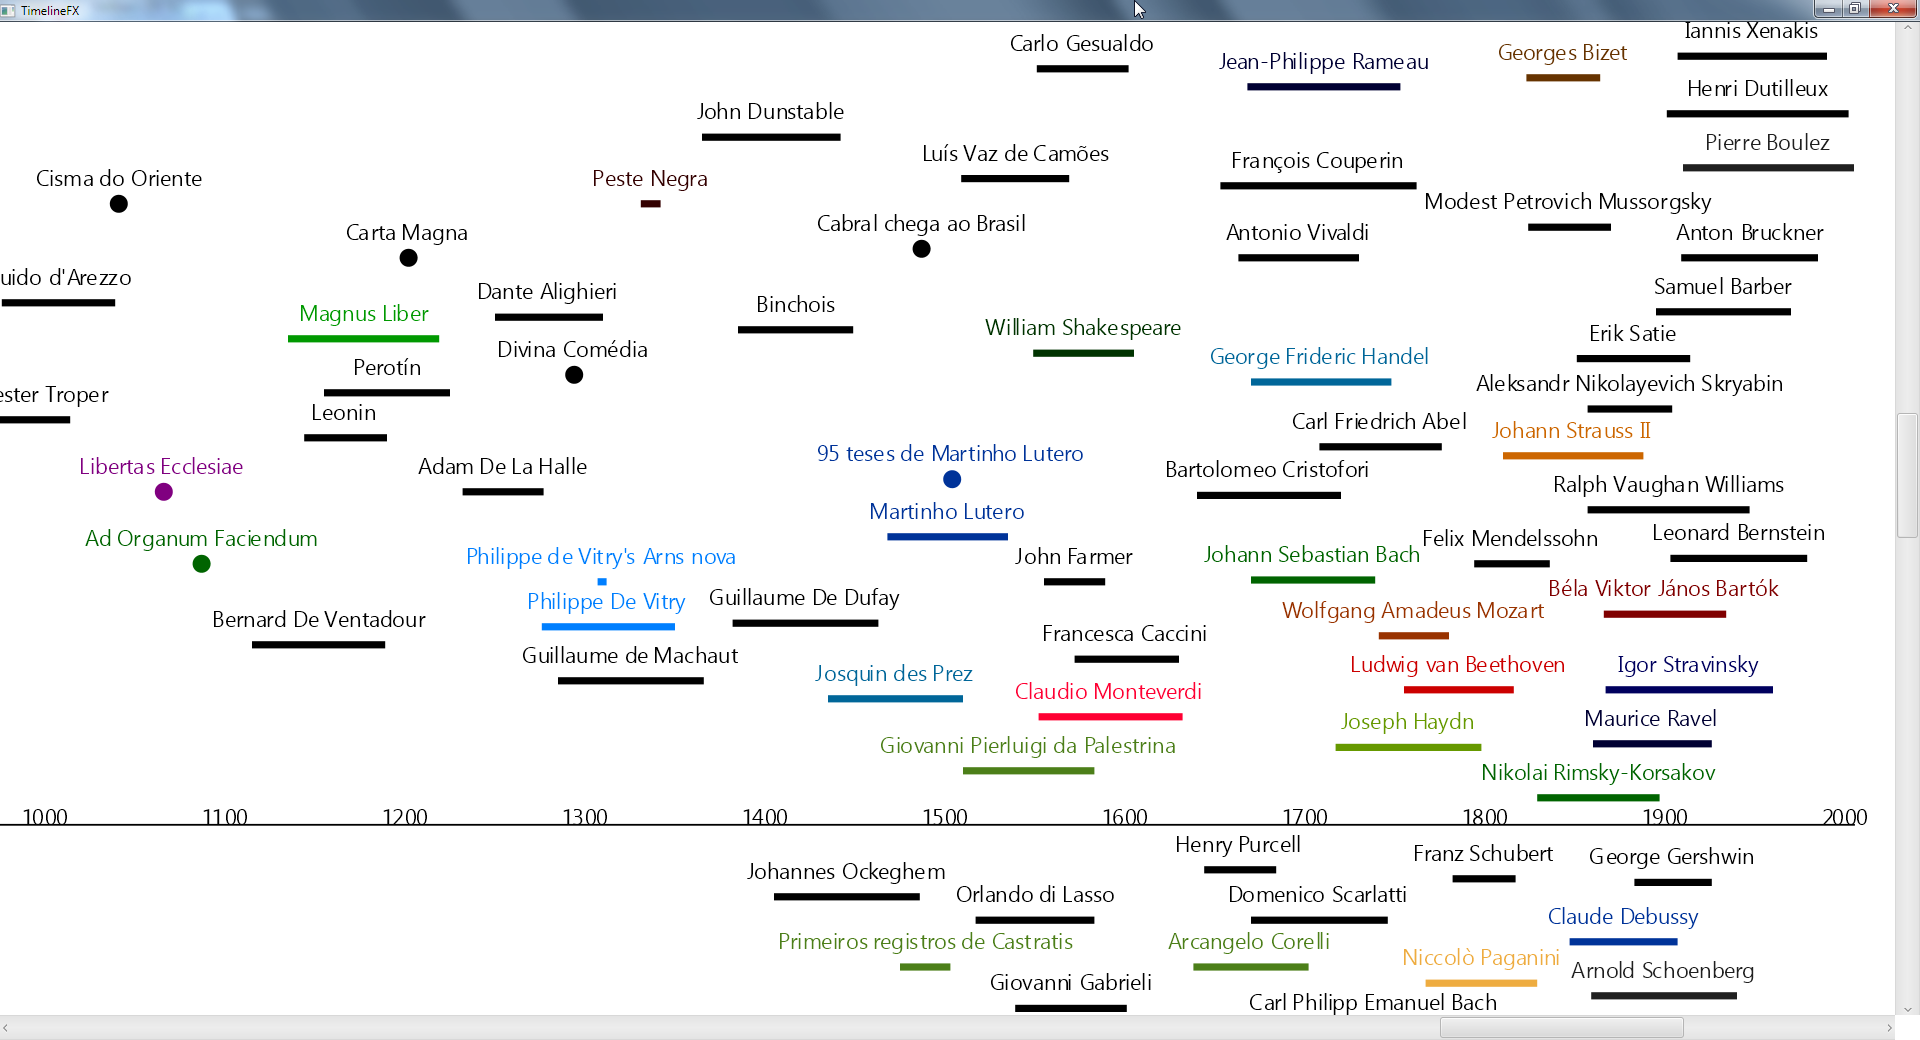 TimelineFX
Iannis Xenakis
Carlo Gesualdo
Georges Bizet
Jean-Philippe Rameau
Henri Dutilleux
John Dunstable
Pierre Boulez
Luís Vaz de Camões
François Couperin
Cisma do Oriente
Peste Negra
Modest Petrovich Mussorgsky
Cabral chega ao Brasil
Carta Magna
Antonio Vivaldi
Anton Bruckner
uido d'Arezzo
Samuel Barber
Dante Alighieri
Binchois
Magnus Liber
William Shakespeare
Erik Satie
Divina Comédia
George Frideric Handel
Perotín
Aleksandr Nikolayevich Skryabin
ester Troper
Leonin
Carl Friedrich Abel
Johann Strauss II
95 teses de Martinho Lutero
Libertas Ecclesiae
Adam De La Halle
Bartolomeo Cristofori
Ralph Vaughan Williams
Martinho Lutero
Leonard Bernstein
Ad Organum Faciendum
Felix Mendelssohn
Philippe de Vitry's Arns nova
John Farmer
Johann Sebastian Bach
Béla Viktor János Bartók
Philippe De Vitry
Guillaume De Dufay
Wolfgang Amadeus Mozart
Bernard De Ventadour
Francesca Caccini
Guillaume de Machaut
Ludwig van Beethoven
Igor Stravinsky
Josquin des Prez
Claudio Monteverdi
Joseph Haydn
Maurice Ravel
Giovanni Pierluigi da Palestrina
Nikolai Rimsky-Korsakov
1000 1100 1200 1300 1400 1500 1600 1700 1800 1900 2000
Henry Purcell
Franz Schubert
George Gershwin
Johannes Ockeghem
Orlando di Lasso
Domenico Scarlatti
Claude Debussy
Primeiros registros de Castratis
Arcangelo Corelli
Niccolò Paganini
Arnold Schoenberg
Giovanni Gabrieli
Carl Philipp Emanuel Bach